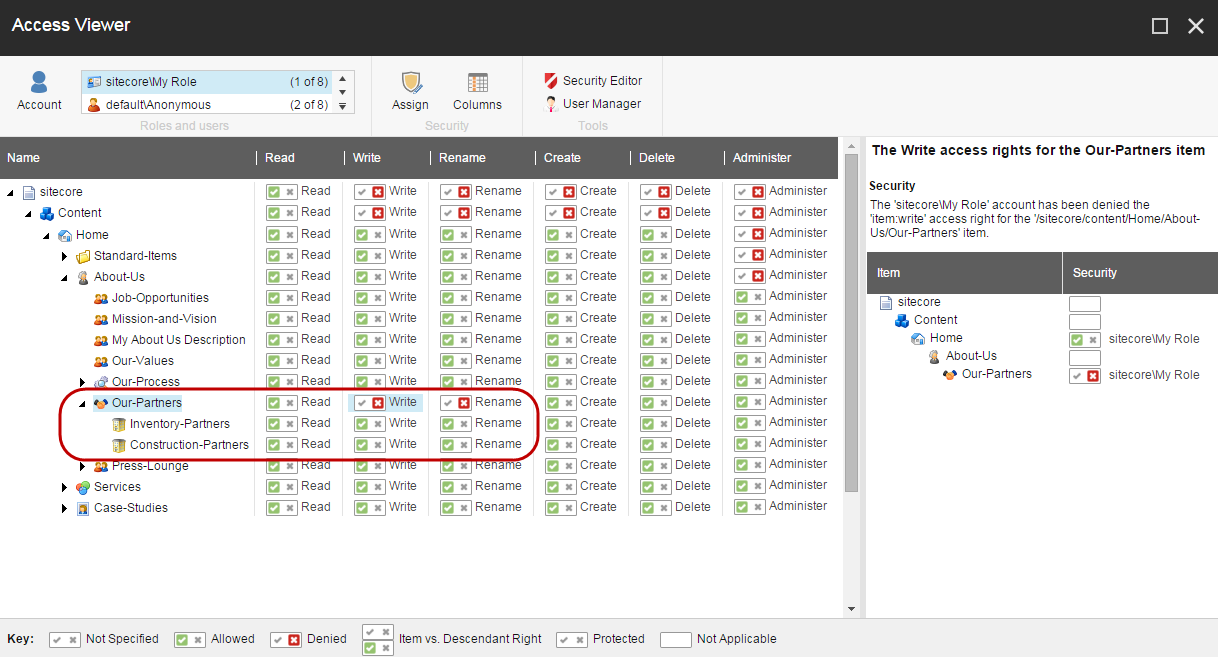 Access Viewer
Account
sitecore\My Role (1 of 8)
default\Anonymous (2 of 8)
Roles and users
Assign
Columns
Security
Security Editor
User Manager
Tools
Name Read Write Rename Create Delete Administer
sitecore Read Write Rename Create Delete Administer
Content Read Write Rename Create Delete Administer
Home Read Write Rename Create Delete Administer
Standard-Items Read Write Rename Create Delete Administer
About-Us Read Write Rename Create Delete Administer
Job-Opportunities Read Write Rename Create Delete Administer
Mission-and-Vision Read Write Rename Create Delete Administer
My About Us Description Read Write Rename Create Delete Administer
Our-Values Read Write Rename Create Delete Administer
Our-Process Read Write Rename Create Delete Administer
Our-Partners Read Write Rename Create Delete Administer
Inventory-Partners Read Write Rename Create Delete Administer
Construction-Partners Read Write Rename Create Delete Administer
Press-Lounge Read Write Rename Create Delete Administer
Services Read Write Rename Create Delete Administer
Case-Studies Read Write Rename Create Delete Administer
The Write access rights for the Our-Partners item
Security
The 'sitecore\My Role' account has been denied the
'item:write' access right for the '/sitecore/content/Home/About-
Us/Our-Partners' item.
Item Security
sitecore
Content
Home sitecore\My Role
About-Us
Our-Partners sitecore\My Role
Key: Not Specified Allowed Denied Item vs. Descendant Right Protected Not Applicable